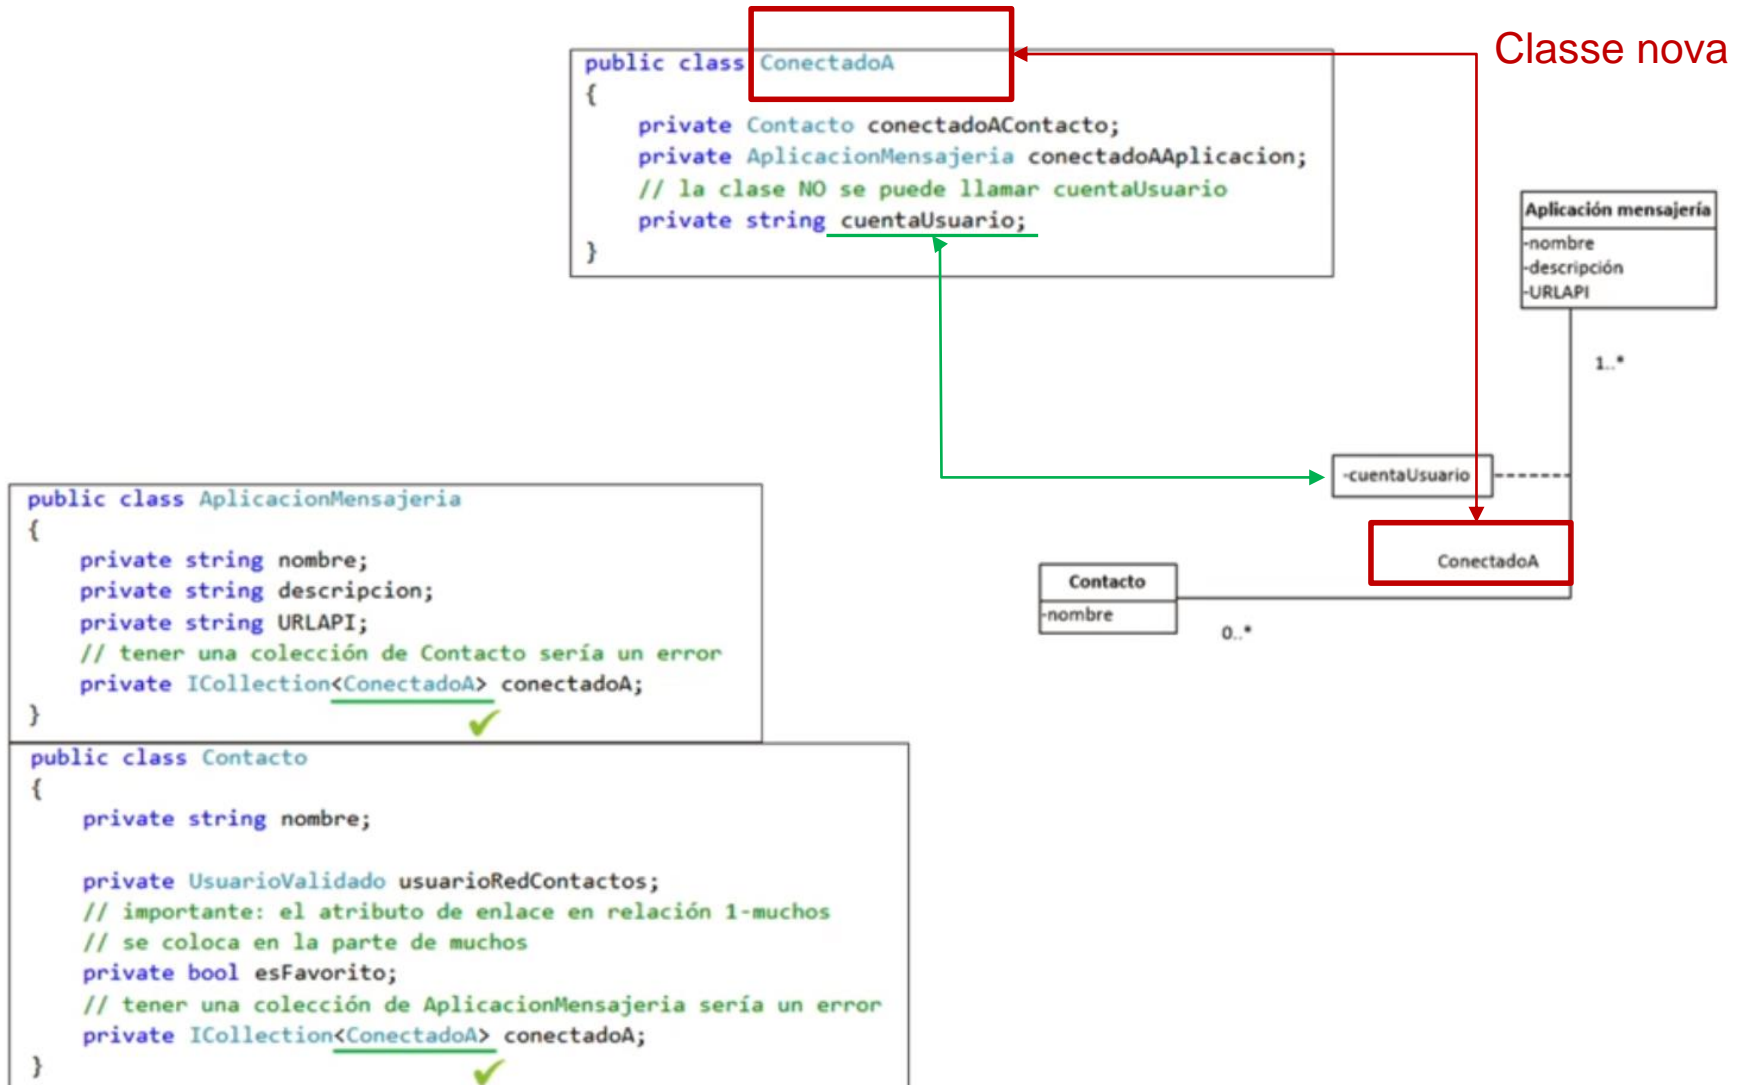 Classe nova
public class ConectadoA
{
private Contacto conectadoAContacto;
private AplicacionMensajeria conectadoAAplicacion;
// la clase NO se puede llamar cuentaUsuario
private string cuentaUsuario;
}
Aplicación mensajería
-nombre
-descripción
-URLAPI
1..*
-cuentaUsuario
ConectadoA
Contacto
-nombre
0..*
public class AplicacionMensajeria
{
private string nombre;
private string descripcion;
private string URLAPI;
// tener una colección de Contacto sería un error
private ICollection<ConectadoA> conectadoA;
}
public class Contacto
{
private string nombre;
private UsuarioValidado usuarioRedContactos;
// importante: el atributo de enlace en relación 1-muchos
// se coloca en la parte de muchos
private bool esFavorito;
// tener una colección de AplicacionMensajeria sería un error
private ICollection<ConectadoA> conectadoA;
}